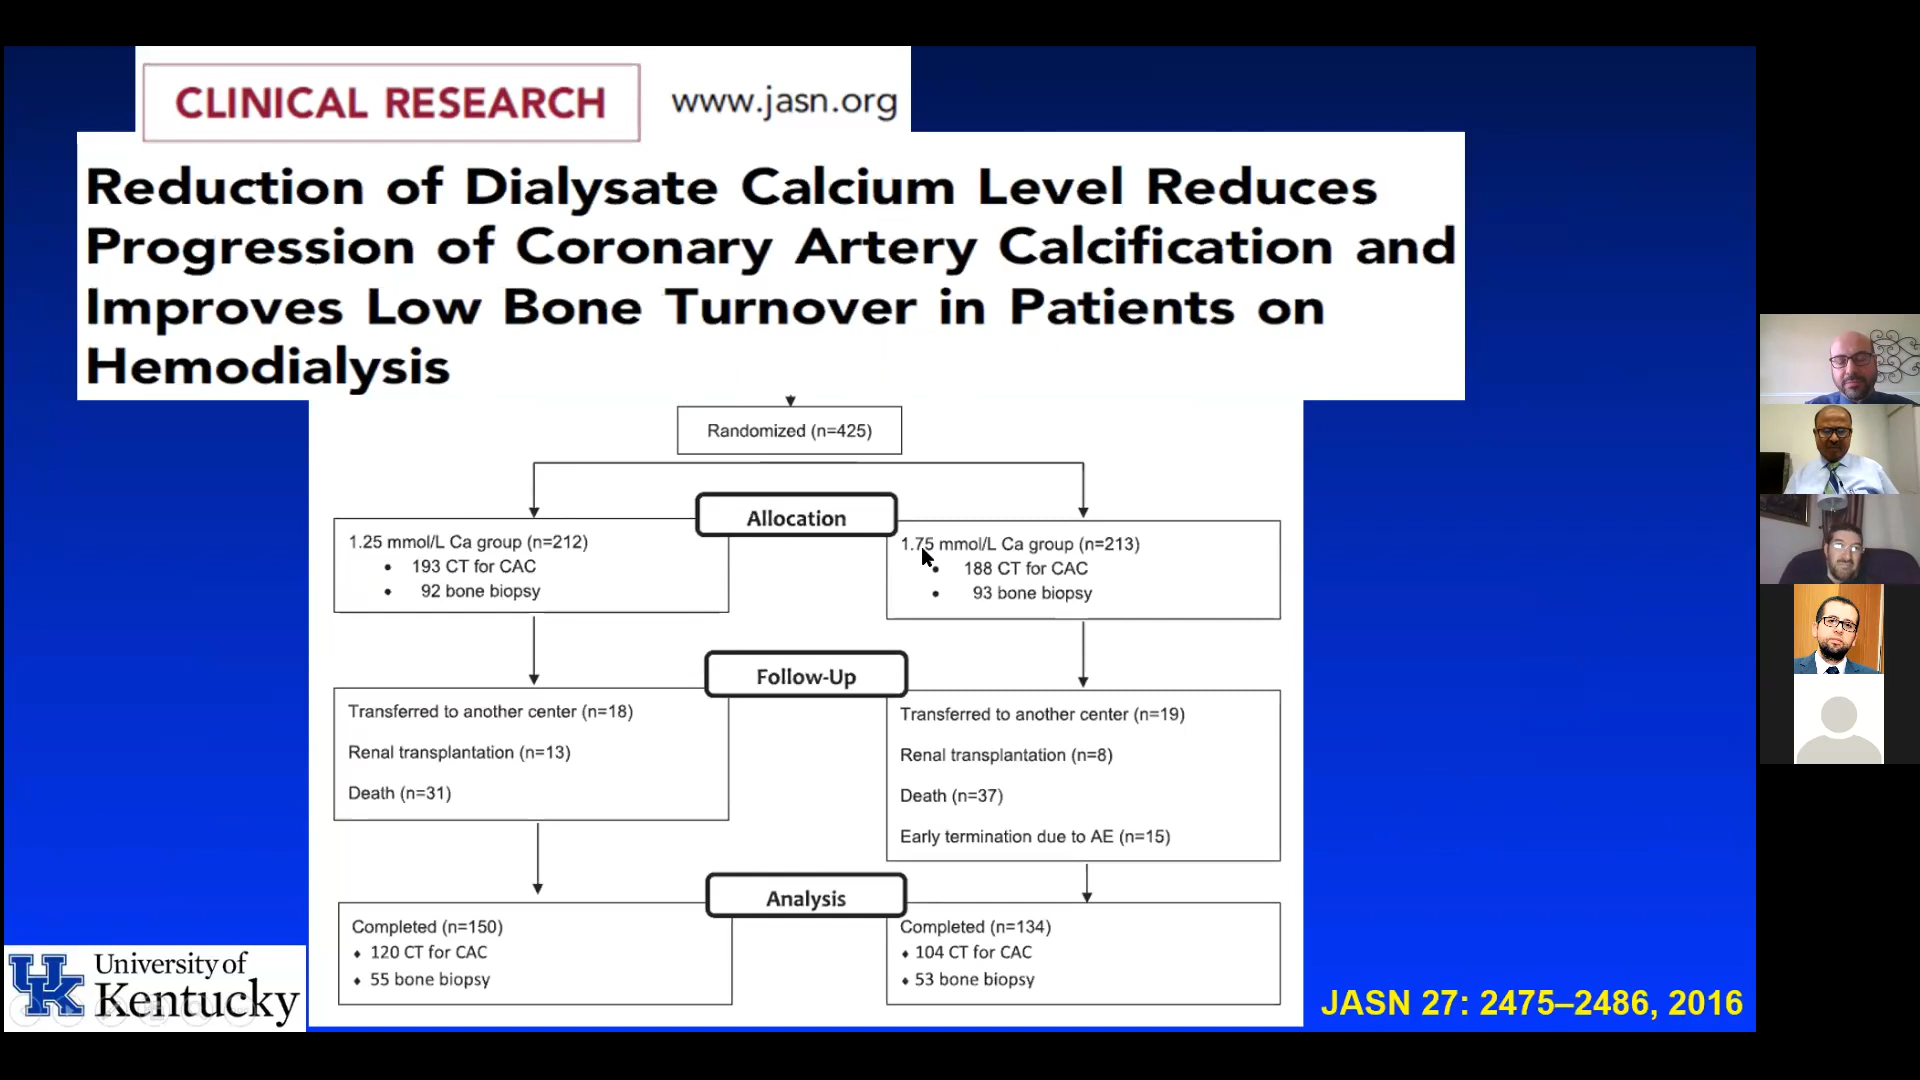 CLINICAL RESEARCH
www.jasn.org
Reduction of Dialysate Calcium Level Reduces
Progression of Coronary Artery Calcification and
Improves Low Bone Turnover in Patients on
Hemodialysis
Randomized (n=425)
Allocation
1.25 mmol/L Ca group (n=212)
• 193 CT for CAC
• 92 bone biopsy
1.75 mmol/L Ca group (n=213)
• 188 CT for CAC
• 93 bone biopsy
Follow-Up
Transferred to another center (n=18)
Renal transplantation (n=13)
Death (n=31)
Transferred to another center (n=19)
Renal transplantation (n=8)
Death (n=37)
Early termination due to AE (n=15)
Analysis
Completed (n=150)
♦ 120 CT for CAC
♦ 55 bone biopsy
Completed (n=134)
♦ 104 CT for CAC
♦ 53 bone biopsy
UK
University of
Kentucky
JASN 27: 2475–2486, 2016